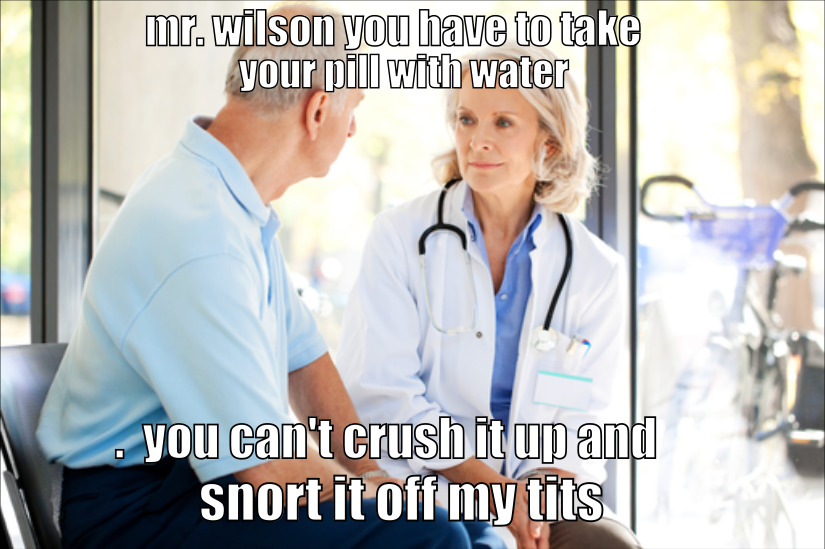 mr. wilson you have to take
your pill with water
.  you can't crush it up and
snort it off my tits